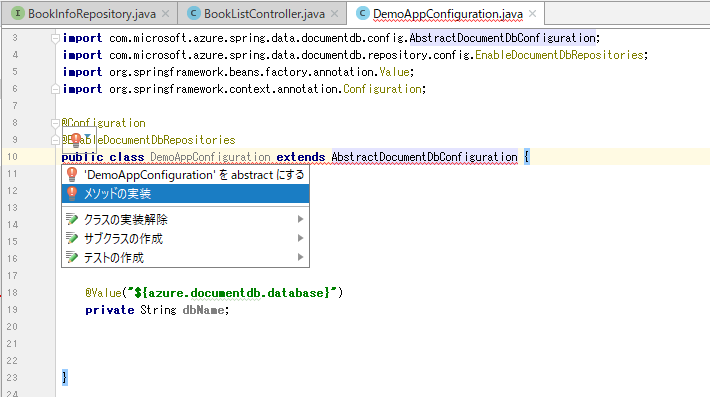 BookInfoRepository.java × BookListController.java × DemoAppConfiguration.java ×
3 import com.microsoft.azure.spring.data.documentdb.config.AbstractDocumentDbConfiguration;
4 import com.microsoft.azure.spring.data.documentdb.repository.config.EnableDocumentDbRepositories;
5 import org.springframework.beans.factory.annotation.Value;
6 import org.springframework.context.annotation.Configuration;
7
8 @Configuration
9 @EnableDocumentDbRepositories
10 public class DemoAppConfiguration extends AbstractDocumentDbConfiguration {
11 'DemoAppConfiguration' を abstract にする
12 メソッドの実装
13
14 クラスの実装解除
15 サブクラスの作成
16 テストの作成
17
18 @Value("${azure.documentdb.database}")
19 private String dbName;
20
21
22
23 }
24